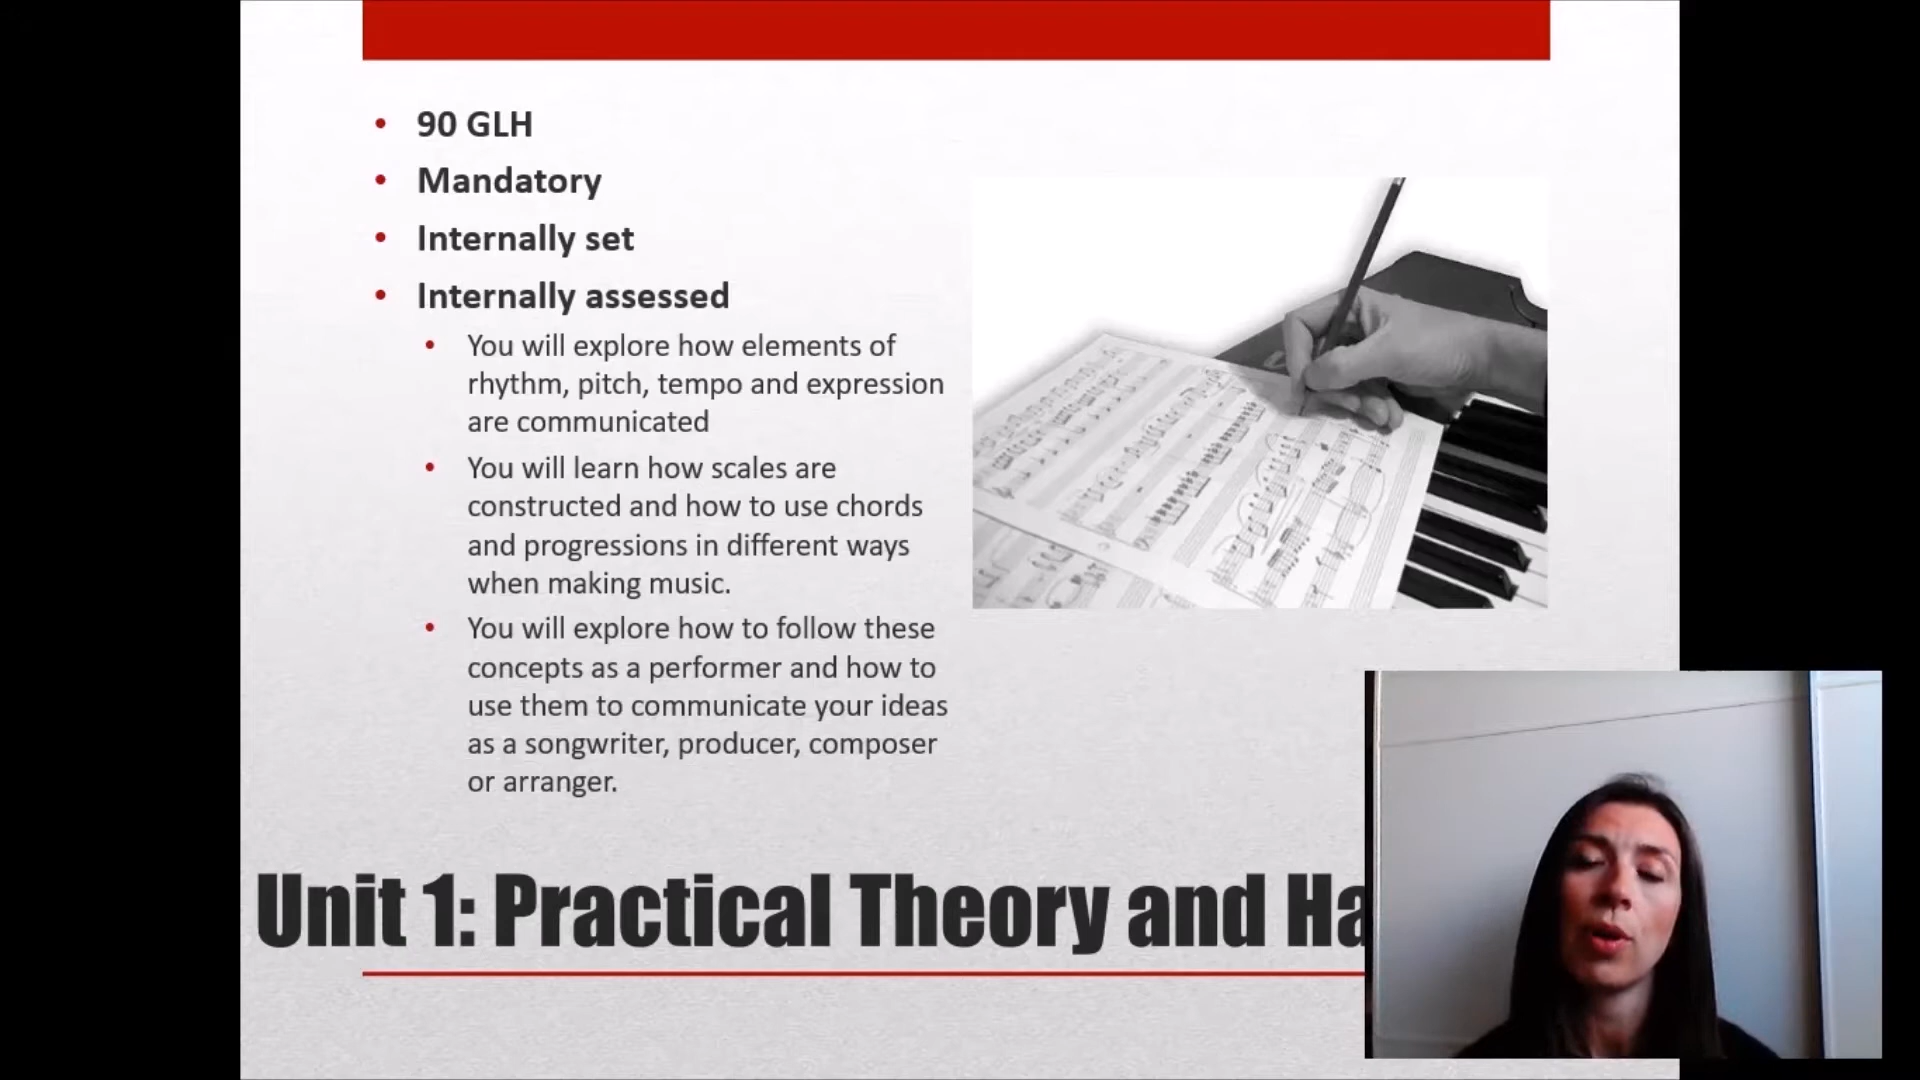 90 GLH
Mandatory
Internally set
Internally assessed
You will explore how elements of
rhythm, pitch, tempo and expression
are communicated
You will learn how scales are
constructed and how to use chords
and progressions in different ways
when making music.
You will explore how to follow these
concepts as a performer and how to
use them to communicate your ideas
as a songwriter, producer, composer
or arranger.
Unit 1: Practical Theory and Ha